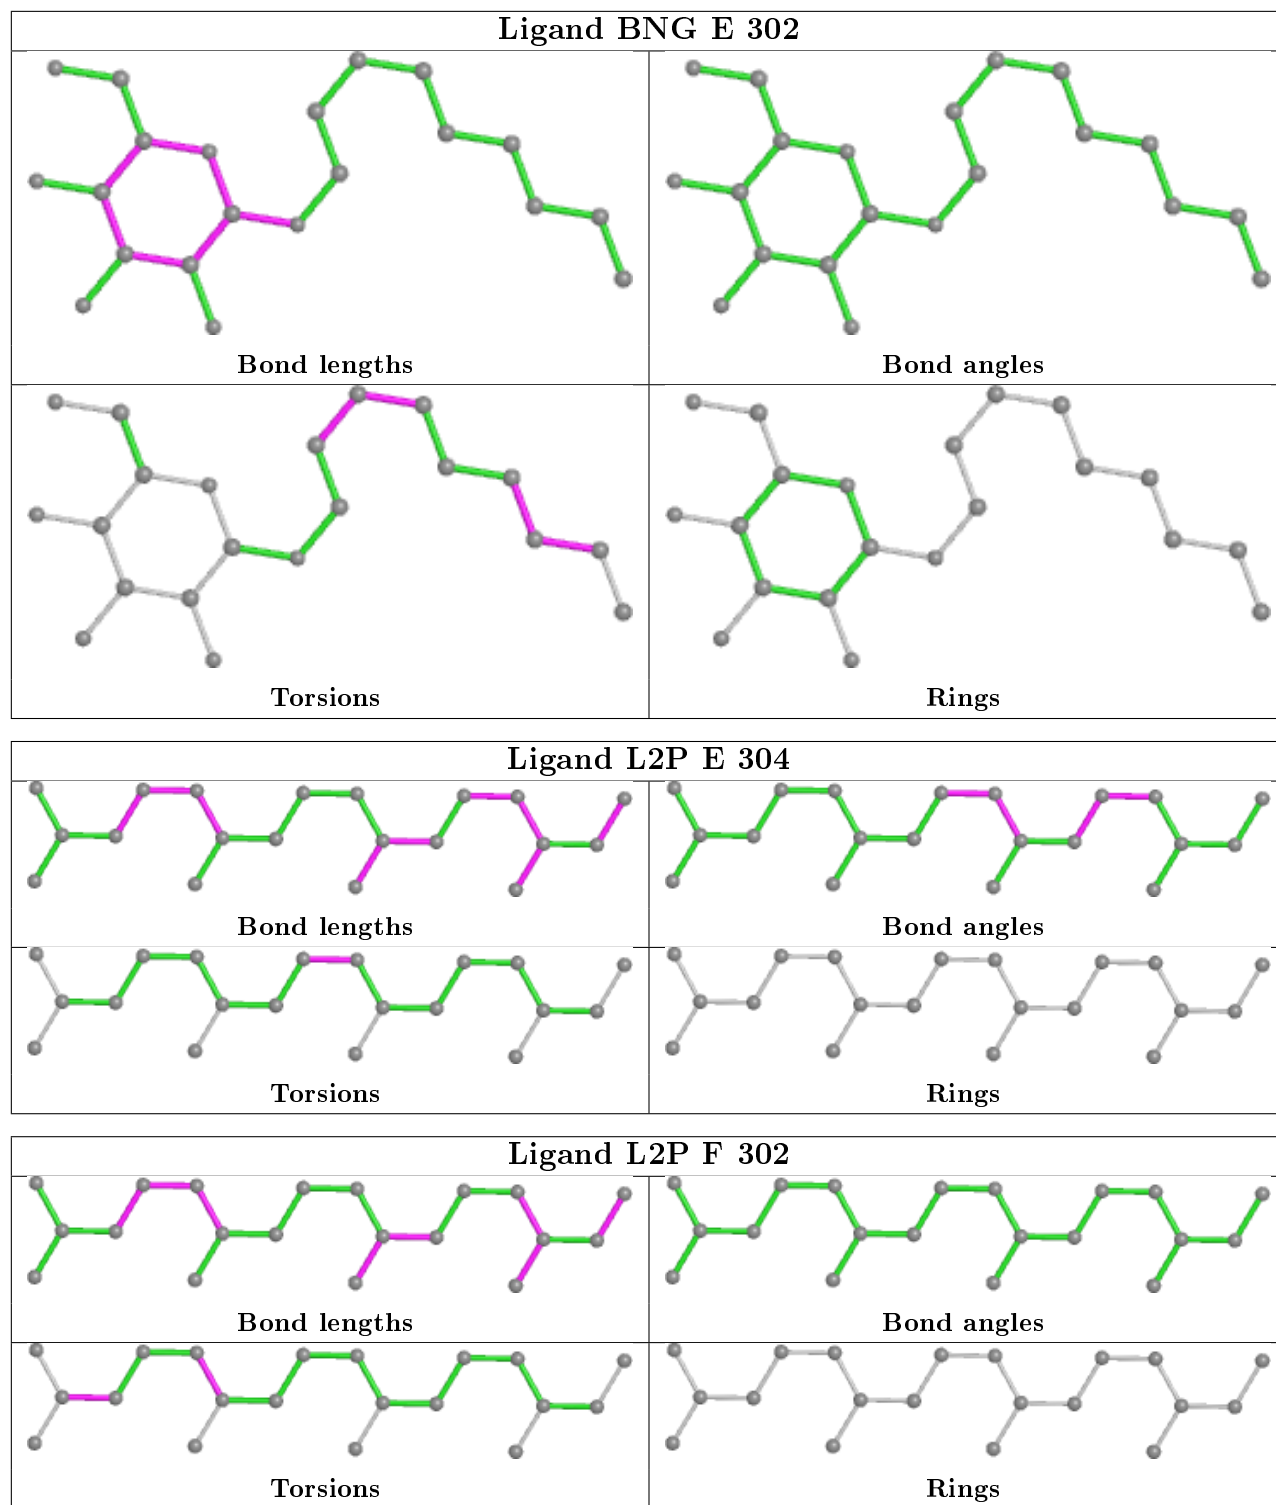 Ligand BNG E 302
Bond lengths
Bond angles
Torsions
Rings
Ligand L2P E 304
Bond lengths
Bond angles
Torsions
Rings
Ligand L2P F 302
Bond lengths
Bond angles
Torsions
Rings